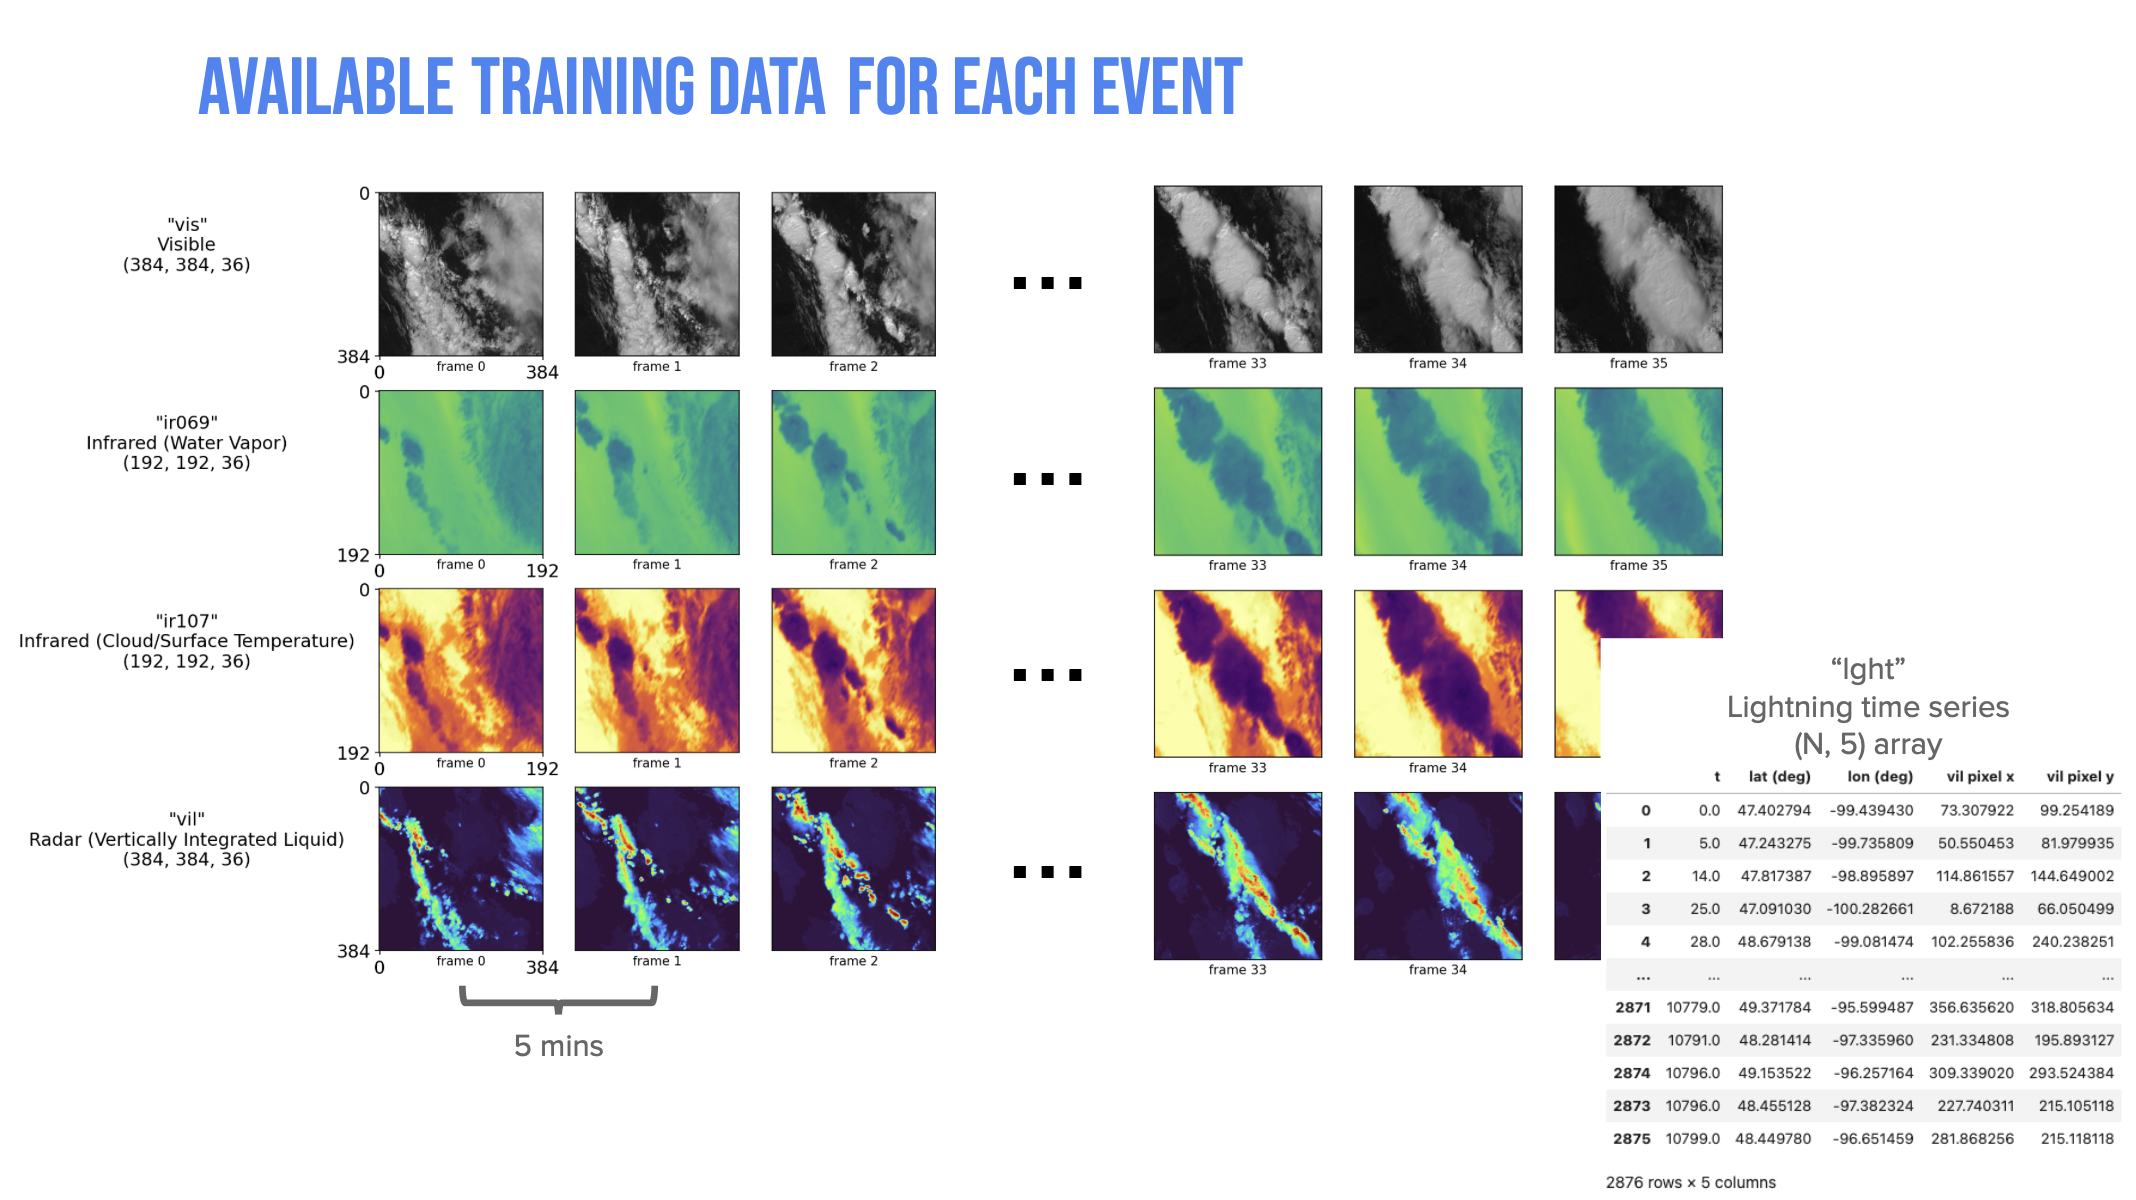 AVAILABLE TRAINING DATA FOR EACH EVENT
"vis"
Visible
(384, 384, 36)
0
384
0
384
frame 0
frame 1
frame 2
frame 33
frame 34
frame 35
"ir069"
Infrared (Water Vapor)
(192, 192, 36)
0
192
0
192
frame 0
frame 1
frame 2
frame 33
frame 34
frame 35
"ir107"
Infrared (Cloud/Surface Temperature)
(192, 192, 36)
0
192
0
192
frame 0
frame 1
frame 2
frame 33
frame 34
"vil"
Radar (Vertically Integrated Liquid)
(384, 384, 36)
0
384
0
384
frame 0
frame 1
frame 2
frame 33
frame 34
5 mins
“lght”
Lightning time series
(N, 5) array
t lat (deg) lon (deg) vil pixel x vil pixel y
0 0.0 47.402794 -99.439430 73.307922 99.254189
1 5.0 47.243275 -99.735809 50.550453 81.979935
2 14.0 47.817387 -98.895897 114.861557 144.649002
3 25.0 47.091030 -100.282661 8.672188 66.050499
4 28.0 48.679138 -99.081474 102.255836 240.238251
... ... ... ... ... ...
2871 10779.0 49.371784 -95.599487 356.635620 318.805634
2872 10791.0 48.281414 -97.335960 231.334808 195.893127
2874 10796.0 49.153522 -96.257164 309.339020 293.524384
2873 10796.0 48.455128 -97.382324 227.740311 215.105118
2875 10799.0 48.449780 -96.651459 281.868256 215.118118
2876 rows × 5 columns